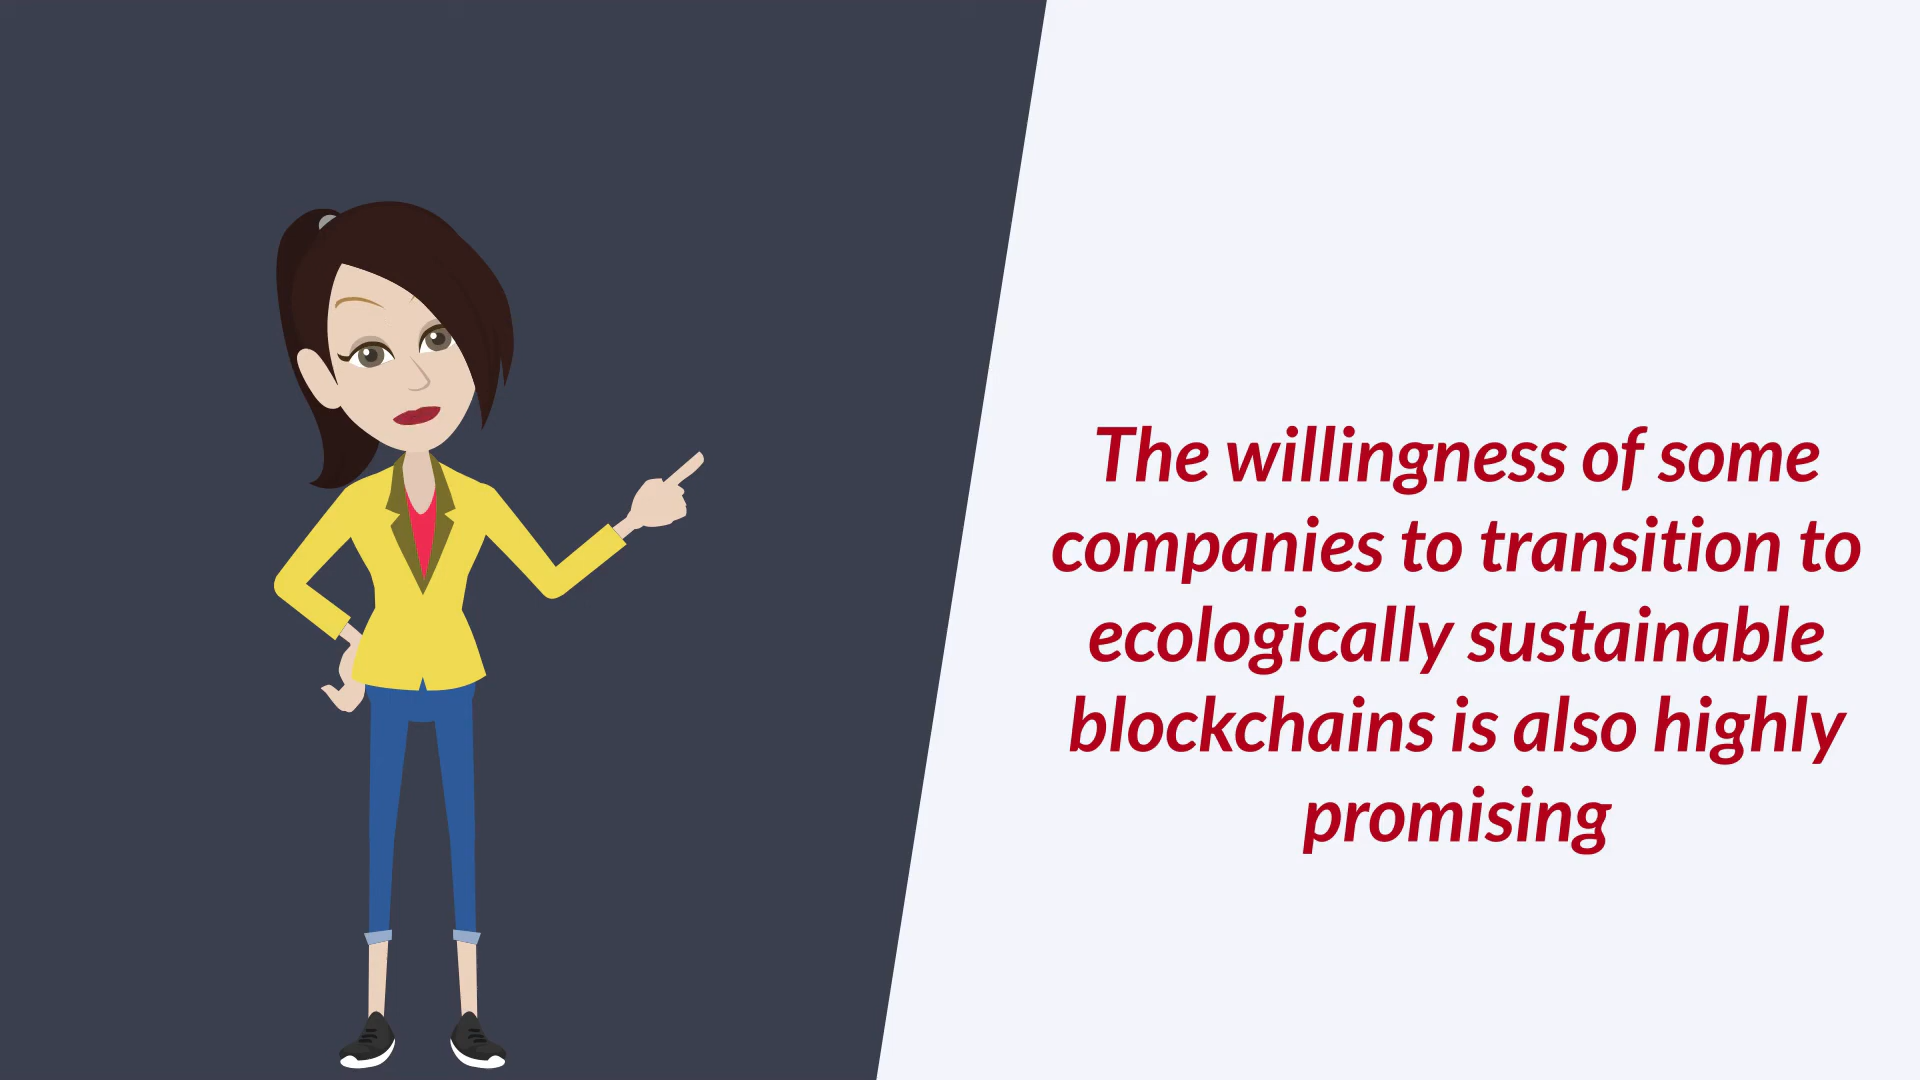 The willingness of some
companies to transition to
ecologically sustainable
blockchains is also highly
promising